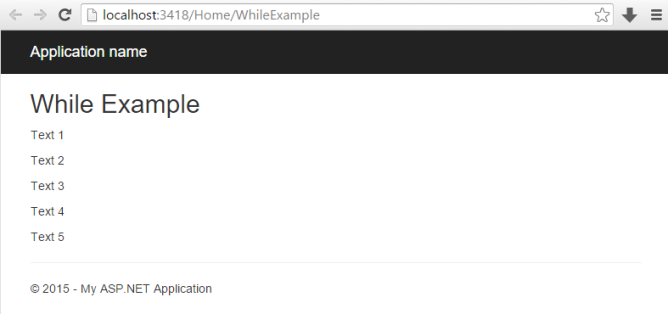 localhost:3418/Home/WhileExample
Application name
While Example
Text 1
Text 2
Text 3
Text 4
Text 5
© 2015 - My ASP.NET Application